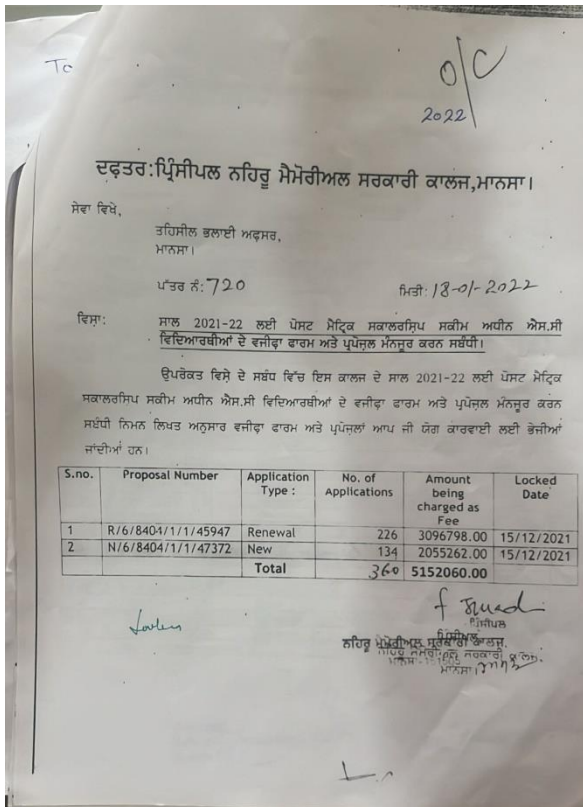 To
O/C
2022
ਦਫ਼ਤਰ:ਪ੍ਰਿੰਸੀਪਲ ਨਹਿਰੂ ਮੈਮੋਰੀਅਲ ਸਰਕਾਰੀ ਕਾਲਜ,ਮਾਨਸਾ।
ਸੇਵਾ ਵਿਖੇ,
ਤਹਿਸੀਲ ਭਲਾਈ ਅਫ਼ਸਰ,
ਮਾਨਸਾ।
ਪੱਤਰ ਨੰ: 720 ਮਿਤੀ: 18-01-2022
ਵਿਸ਼ਾ: ਸਾਲ 2021-22 ਲਈ ਪੋਸਟ ਮੈਟ੍ਰਿਕ ਸਕਾਲਰਸ਼ਿਪ ਸਕੀਮ ਅਧੀਨ ਐਸ.ਸੀ
ਵਿਦਿਆਰਥੀਆਂ ਦੇ ਵਜੀਫ਼ਾ ਫਾਰਮ ਅਤੇ ਪ੍ਰਪੋਜ਼ਲ ਮੰਨਜੂਰ ਕਰਨ ਸਬੰਧੀ।
ਉਪਰੋਕਤ ਵਿਸ਼ੇ ਦੇ ਸਬੰਧ ਵਿੱਚ ਇਸ ਕਾਲਜ ਦੇ ਸਾਲ 2021-22 ਲਈ ਪੋਸਟ ਮੈਟ੍ਰਿਕ
ਸਕਾਲਰਸਿਪ ਸਕੀਮ ਅਧੀਨ ਐਸ.ਸੀ ਵਿਦਿਆਰਥੀਆਂ ਦੇ ਵਜੀਫ਼ਾ ਫਾਰਮ ਅਤੇ ਪ੍ਰਪੋਜ਼ਲ ਮੰਨਜੂਰ ਕਰਨ
ਸਬੰਧੀ ਨਿਮਨ ਲਿਖਤ ਅਨੁਸਾਰ ਵਜੀਫ਼ਾ ਫਾਰਮ ਅਤੇ ਪ੍ਰਪੋਜ਼ਲਾਂ ਆਪ ਜੀ ਯੋਗ ਕਾਰਵਾਈ ਲਈ ਭੇਜੀਆਂ
ਜਾਂਦੀਆਂ ਹਨ।
S.no. Proposal Number Application Type : No. of Applications Amount being charged as Fee Locked Date
1 R/6/8404/1/1/45947 Renewal 226 3096798.00 15/12/2021
2 N/6/8404/1/1/47372 New 134 2055262.00 15/12/2021
Total 360 5152060.00
ਪ੍ਰਿੰਸੀਪਲ
ਨਹਿਰੂ ਮੈਮੋਰੀਅਲ ਸਰਕਾਰੀ ਕਾਲਜ.
ਮਾਨਸਾ।